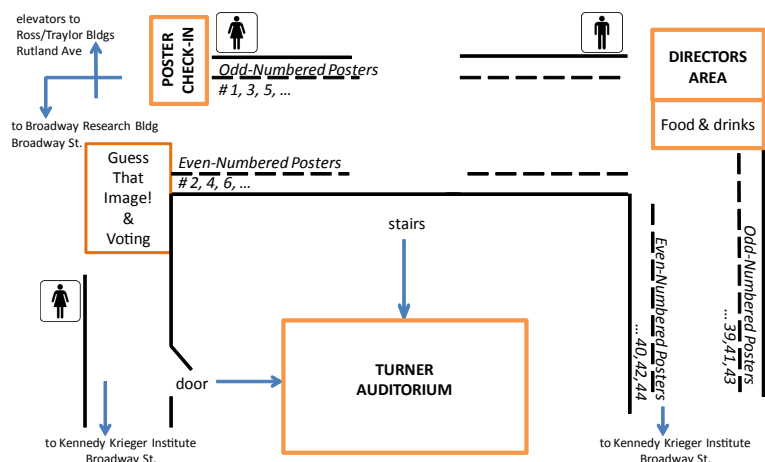 elevators to
Ross/Traylor Bldgs
Rutland Ave
POSTER
CHECK-IN
Odd-Numbered Posters
# 1, 3, 5, ...
DIRECTORS
AREA
Food & drinks
to Broadway Research Bldg
Broadway St.
Guess
That
Image!
&
Voting
Even-Numbered Posters
# 2, 4, 6, ...
stairs
Even-Numbered Posters
... 40,42,44
Odd-Numbered Posters
... 39,41,43
door
TURNER
AUDITORIUM
to Kennedy Krieger Institute
Broadway St.
to Kennedy Krieger Institute
Broadway St.